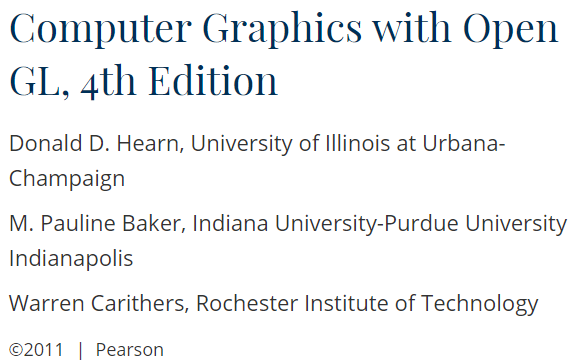 Computer Graphics with Open
GL, 4th Edition
Donald D. Hearn, University of Illinois at Urbana-
Champaign
M. Pauline Baker, Indiana University-Purdue University
Indianapolis
Warren Carithers, Rochester Institute of Technology
©2011 | Pearson